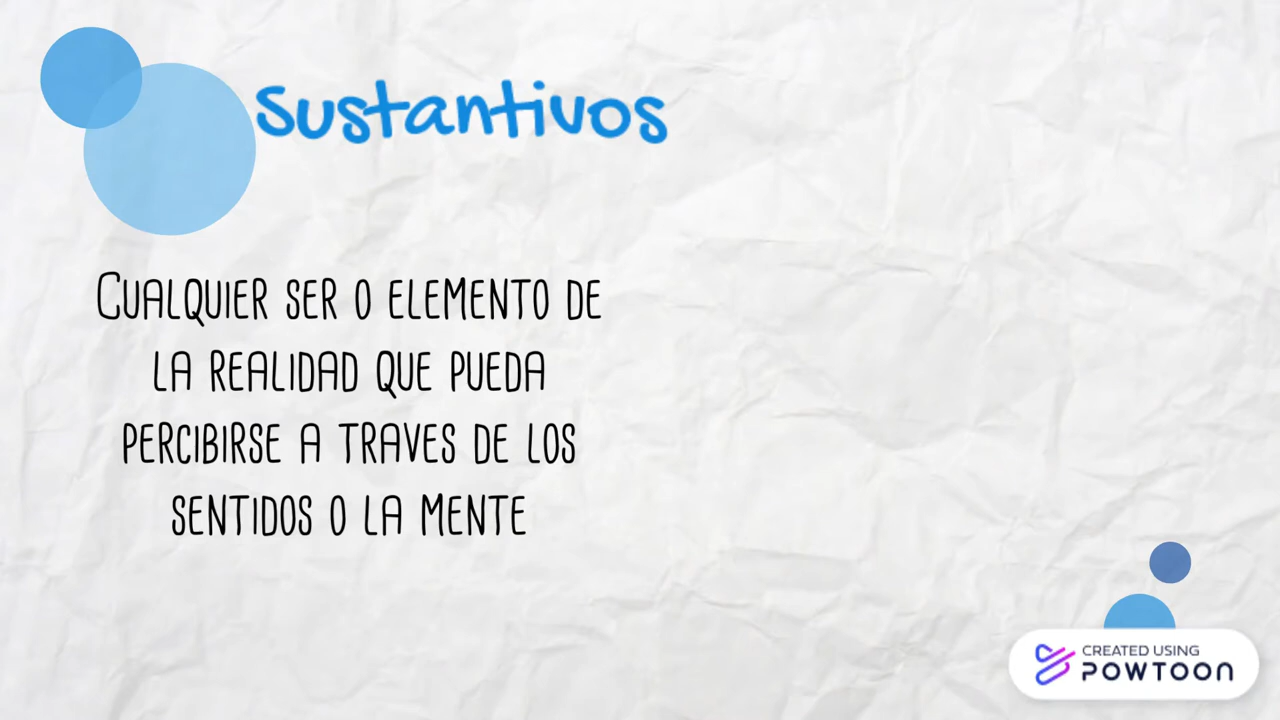 Sustantivos
Cualquier ser o elemento de
la realidad que pueda
percibirse a traves de los
sentidos o la mente
CREATED USING
POWTOON